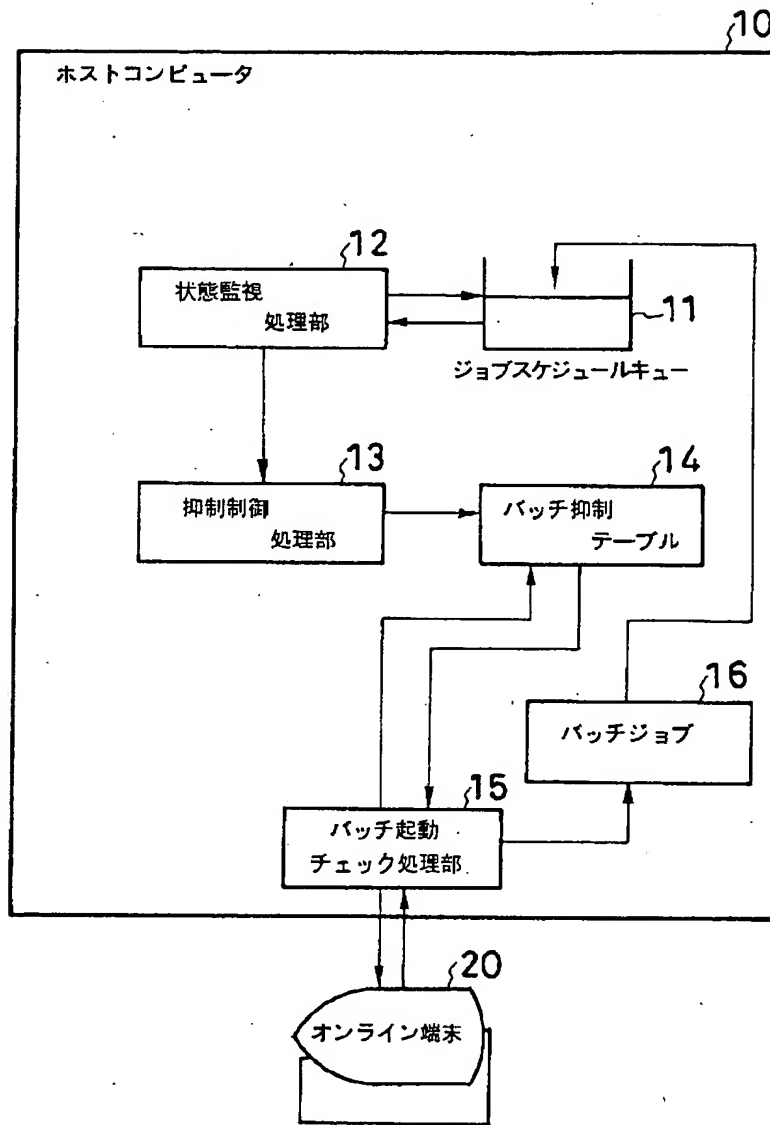 10
ホストコンピュータ
12
状態監視
処理部
11
ジョブスケジュールキュー
13
抑制制御
処理部
14
バッチ抑制
テーブル
16
バッチジョブ
15
バッチ起動
チェック処理部
20
オンライン端末